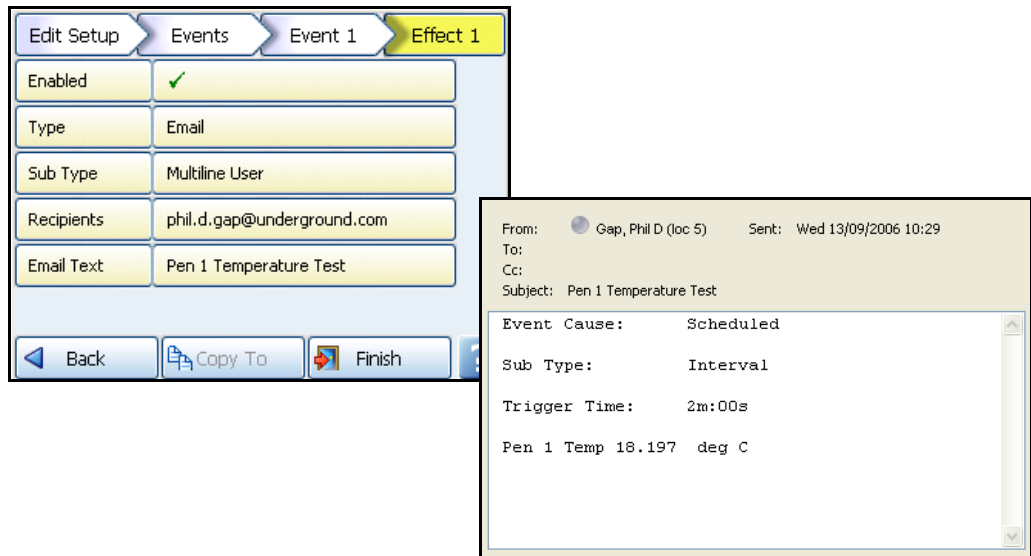 Edit Setup Events Event 1 Effect 1
Enabled ✓
Type Email
Sub Type Multiline User
Recipients phil.d.gap@underground.com
Email Text Pen 1 Temperature Test
Back Copy To Finish ?
From: Gap, Phil D (loc 5) Sent: Wed 13/09/2006 10:29
To:
Cc:
Subject: Pen 1 Temperature Test
Event Cause: Scheduled
Sub Type: Interval
Trigger Time: 2m:00s
Pen 1 Temp 18.197 deg C